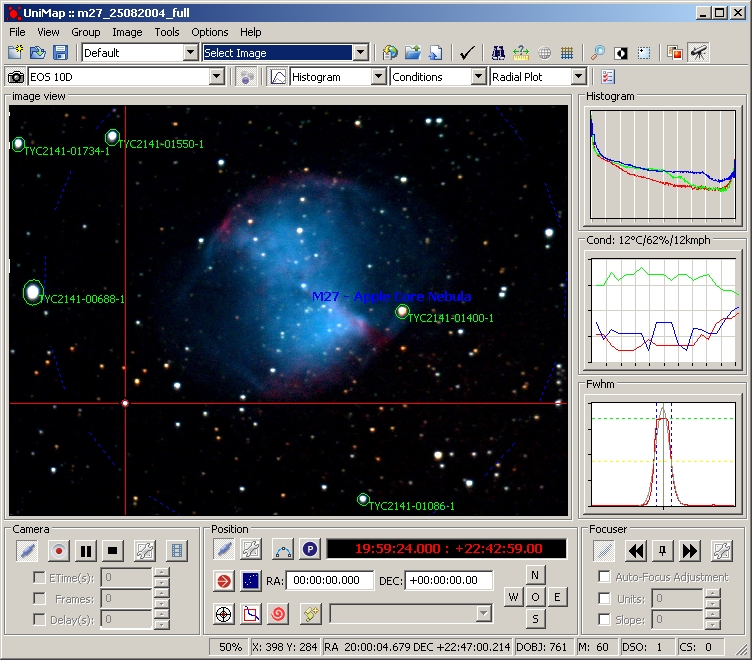 UniMap :: m27_25082004_full
File View Group Image Tools Options Help
Default Select Image
EOS 10D Histogram Conditions Radial Plot
image view
TYC2141-01734-1
TYC2141-01550-1
TYC2141-00688-1
M27 - Apple Core Nebula
TYC2141-01400-1
TYC2141-01086-1
Histogram
Cond: 12°C/62%/12kmph
Fwhm
Camera
ETime(s): 0
Frames: 0
Delay(s): 0
Position
P
19:59:24.000 : +22:42:59.00
RA: 00:00:00.000 DEC: +00:00:00.00
N
W O E
S
Focuser
Auto-Focus Adjustment
Units: 0
Slope: 0
50% X: 398 Y: 284 RA 20:00:04.679 DEC +22:47:00.214 DOBJ: 761 M: 60 DSO: 1 CS: 0